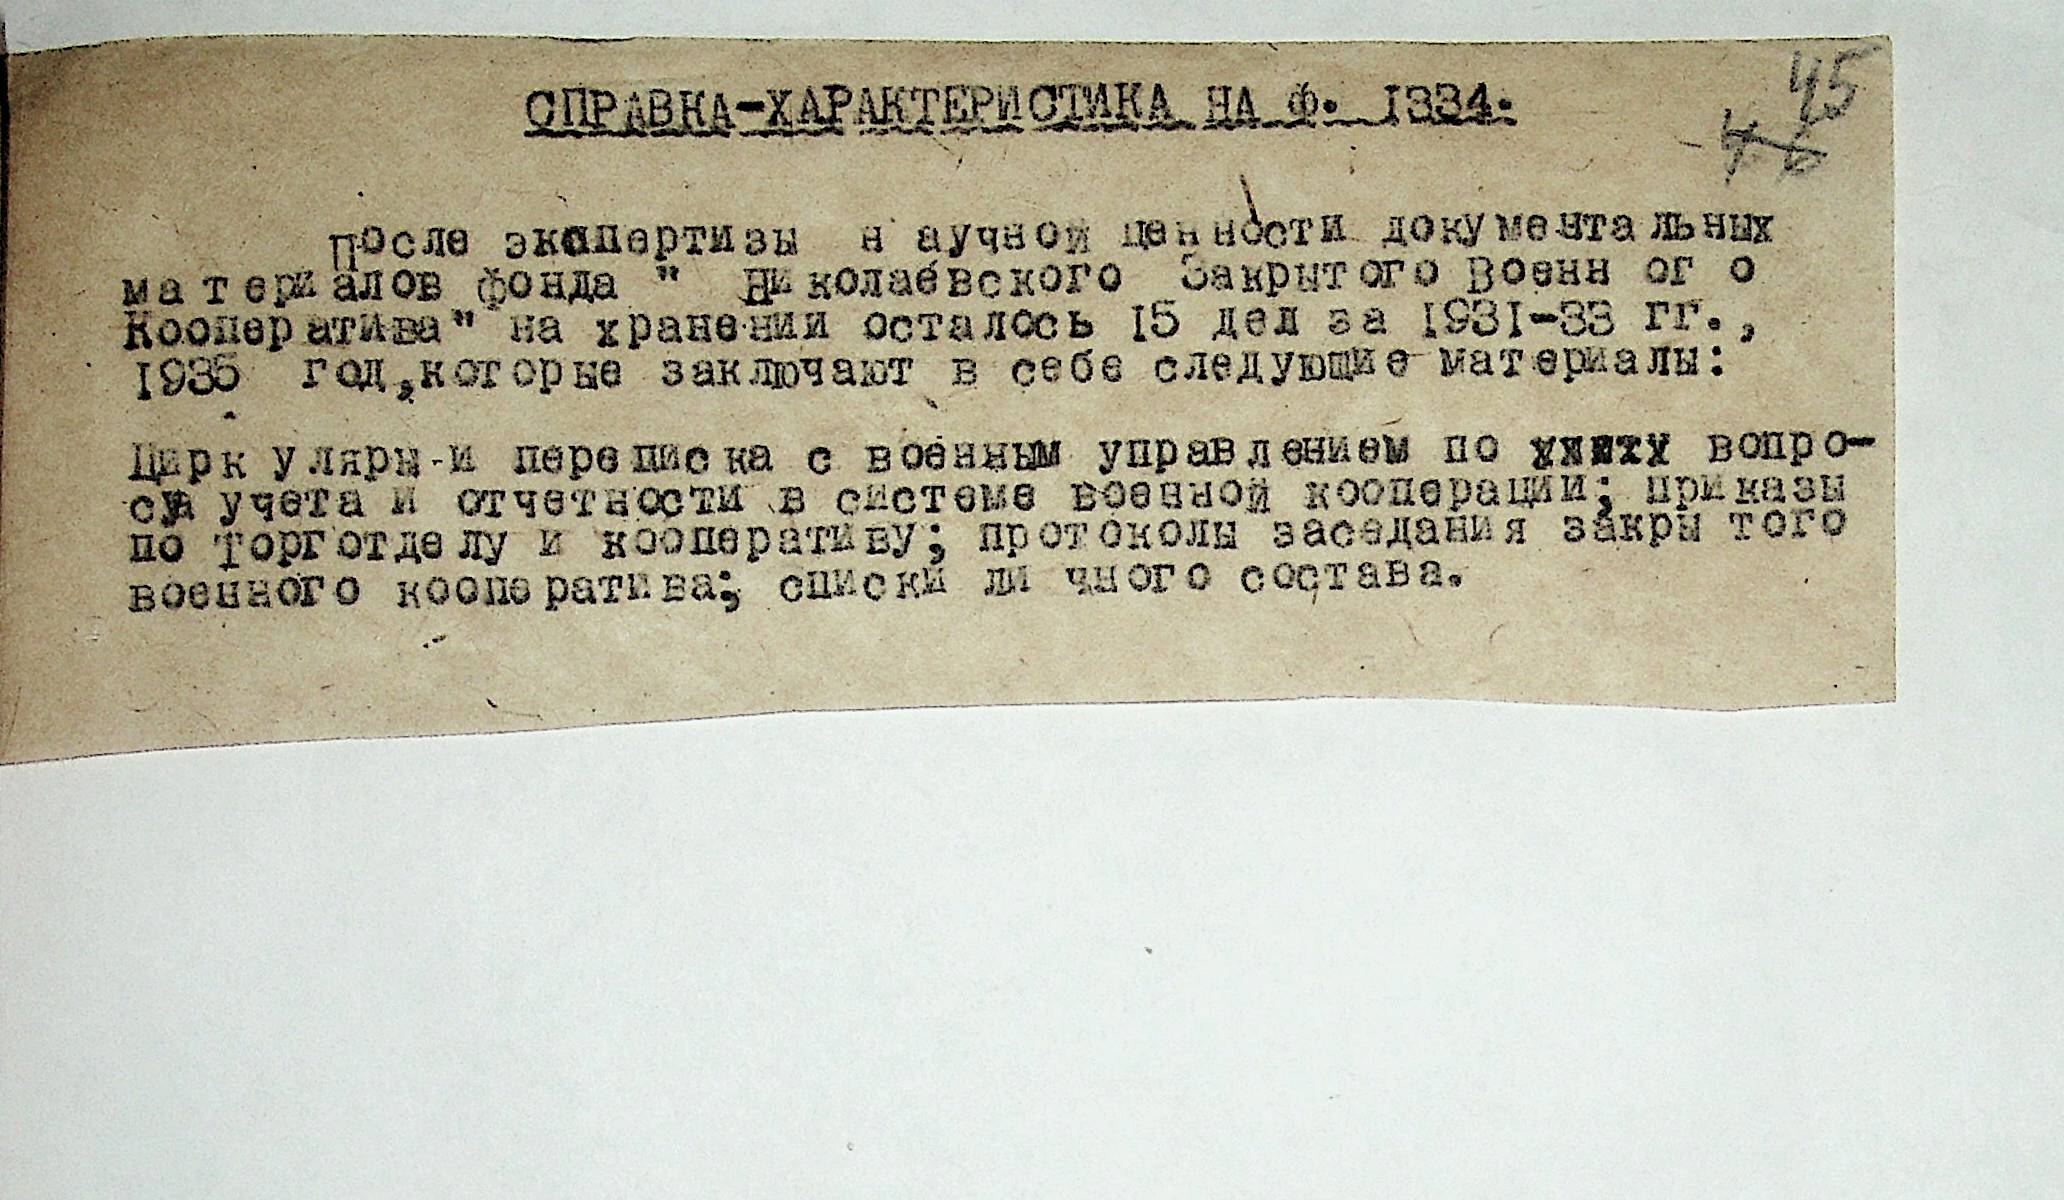 45
46
СПРАВКА-ХАРАКТЕРИСТИКА НА Ф. 1334.
После экспертизы научной ценности документальных
материалов фонда " Николаевского Закрытого Военного
Кооператива" на хранении осталось 15 дел за 1931-33 гг.,
1935 год,которые заключают в себе следующие материалы:
Циркуляры и переписка с военным управлением по вопро-
су учета и отчетности в системе военной кооперации; приказы
по Торготделу и кооперативу; протоколы заседания закрытого
военного кооператива; списки личного состава.